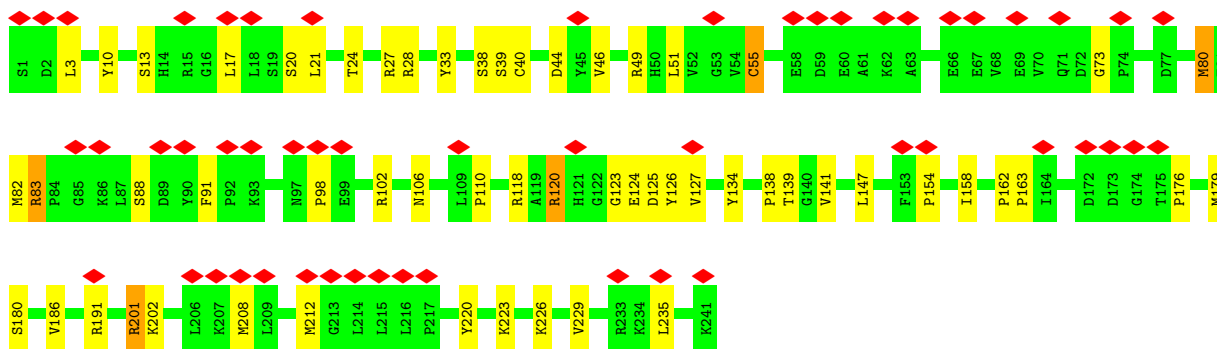 S1 D2 L3 Y10 S13 H14 R15 G16 L17 L18 S19 S20 L21 T24 R27 R28 Y33 S38 S39 C40 D44 Y45 V46 R49 H50 L51 V52 G53 V54 C55 E58 D59 E60 A61 K62 A63 E66 E67 V68 E69 V70 Q71 D72 G73 P74 D77 M80
M82 R83 P84 G85 K86 L87 S88 D89 Y90 F91 P92 K93 N97 P98 E99 R102 N106 L109 P110 R118 A119 R120 H121 G122 G123 E124 D125 Y126 V127 Y134 P138 T139 G140 V141 L147 F153 P154 I158 P162 P163 I164 D172 D173 G174 T175 P176 M179
S180 V186 R191 R201 K202 L206 K207 M208 L209 M212 G213 L214 L215 L216 P217 Y220 K223 K226 V229 R233 K234 L235 K241